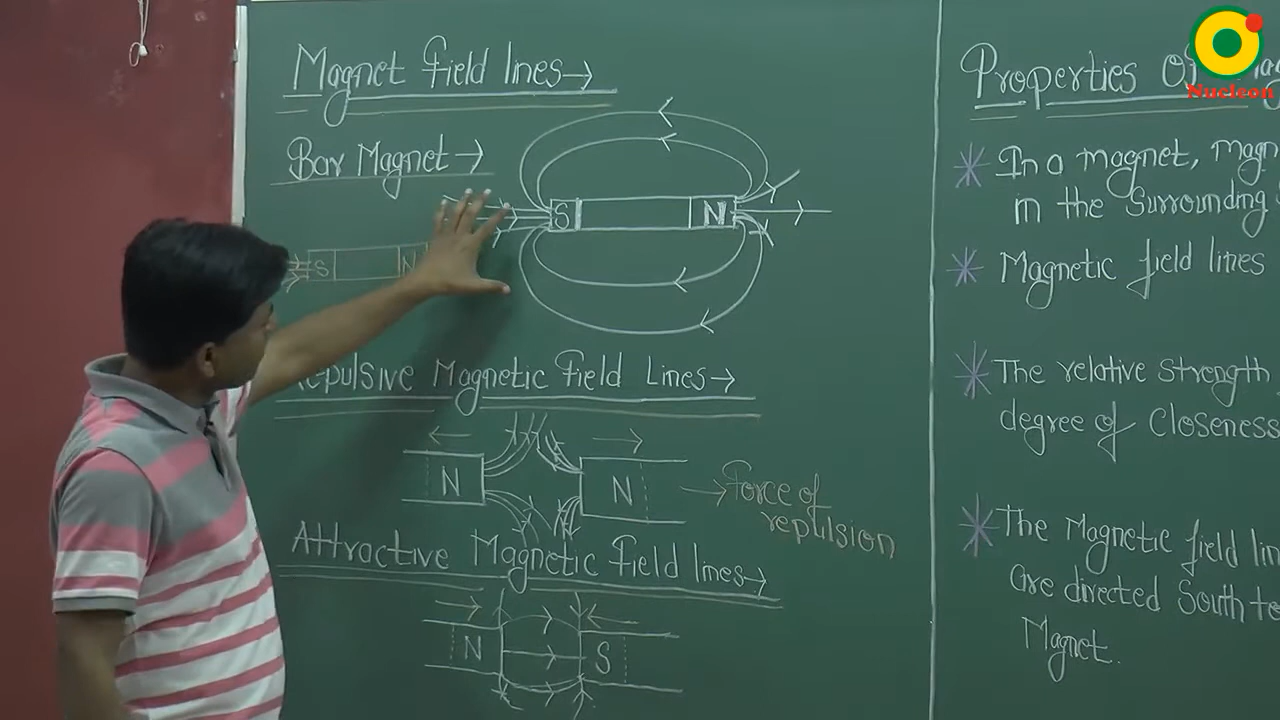 Magnet Field lines→
Bar Magnet→
S N
S N
Repulsive Magnetic Field Lines→
N N
→Force of
repulsion
Attractive Magnetic Field lines→
N S
Properties Of
In a magnet,
in the Surrounding
Magnetic field lines
The relative Strength
degree of Closeness
The Magnetic field
are directed South
Magnet.
Nucleon